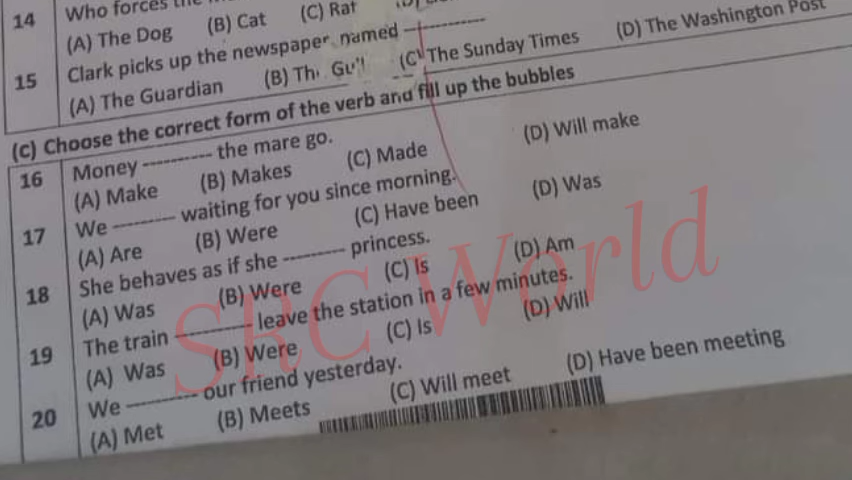 14 Who forces
(A) The Dog (B) Cat (C) Rat
15 Clark picks up the newspaper named -----------
(A) The Guardian (B) (C) The Sunday Times (D) The Washington Post
(C) Choose the correct form of the verb and fill up the bubbles
16 Money ---------- the mare go.
(A) Make (B) Makes (C) Made (D) Will make
17 We --------- waiting for you since morning.
(A) Are (B) Were (C) Have been (D) Was
18 She behaves as if she --------- princess.
(A) Was (B) Were (C) Is (D) Am
19 The train ----------- leave the station in a few minutes.
(A) Was (B) Were (C) Is (D) Will
20 We ---------- our friend yesterday.
(A) Met (B) Meets (C) Will meet (D) Have been meeting
SRC World